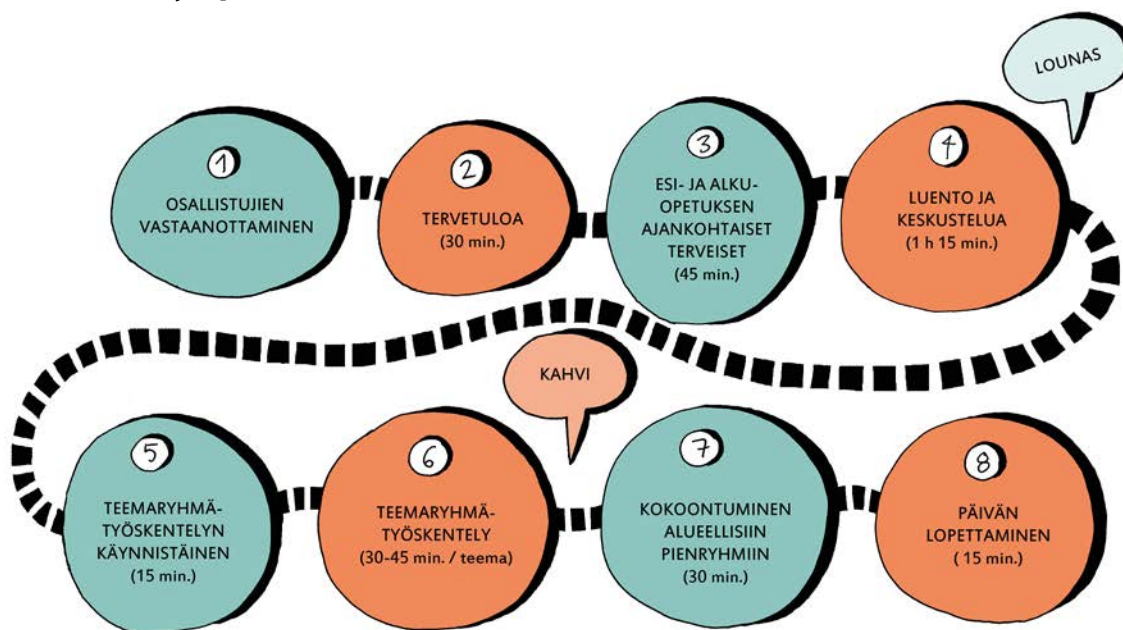 1
OSALLISTUJIEN
VASTAANOTTAMINEN
2
TERVETULOA
(30 min.)
3
ESI- JA ALKU-
OPETUKSEN
AJANKOHTAISET
TERVEISET
(45 min.)
4
LUENTO JA
KESKUSTELUA
(1 h 15 min.)
LOUNAS
5
TEEMARYHMÄ-
TYÖSKENTELYN
KÄYNNISTÄINEN
(15 min.)
6
TEEMARYHMÄ-
TYÖSKENTELY
(30-45 min. / teema)
KAHVI
7
KOKOONTUMINEN
ALUEELLISIIN
PIENRYHMIIN
(30 min.)
8
PÄIVÄN
LOPETTAMINEN
( 15 min.)